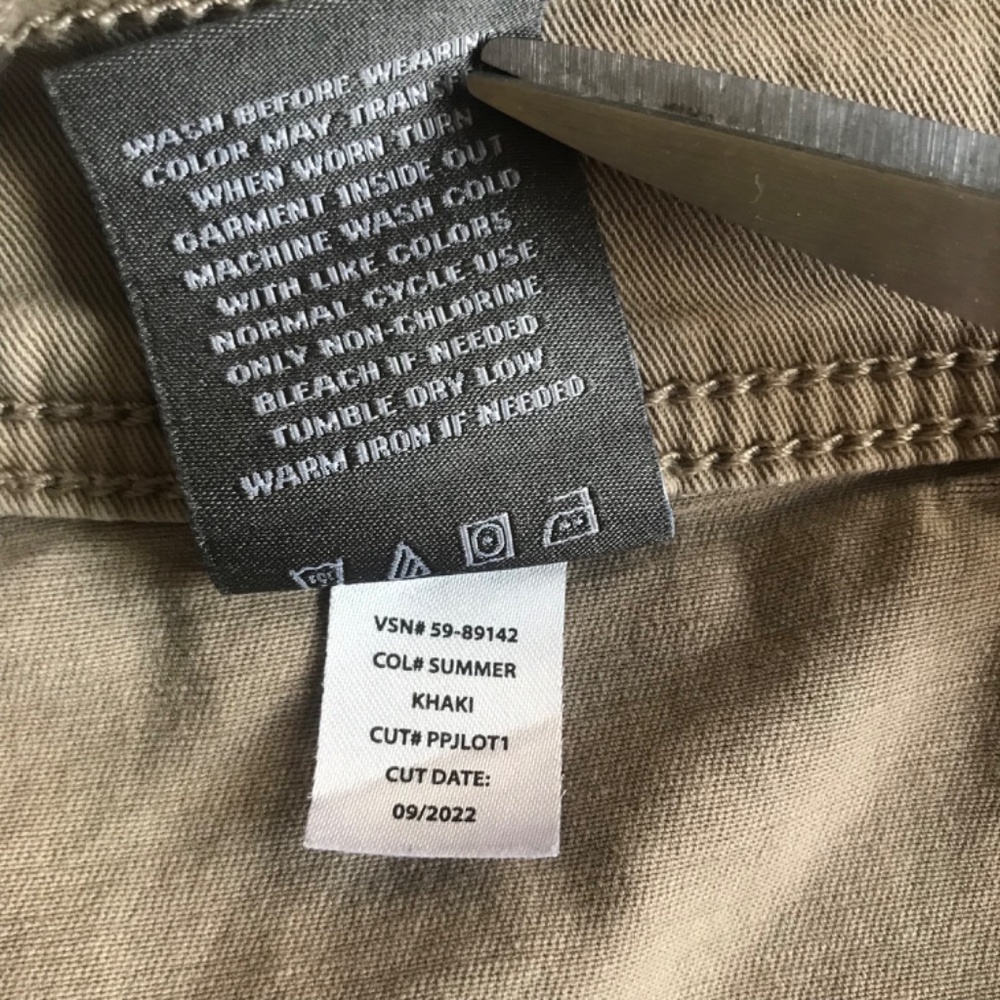 WASH BEFORE WEARIN
COLOR MAY TRANS
WHEN WORN TURN
GARMENT INSIDE OUT
MACHINE WASH COLD
WITH LIKE COLORS
NORMAL CYCLE USE
ONLY NON-CHLORINE
BLEACH IF NEEDED
TUMBLE DRY LOW
WARM IRON IF NEEDED
VSN# 59-89142
COL# SUMMER
KHAKI
CUT# PPJLOT1
CUT DATE:
09/2022